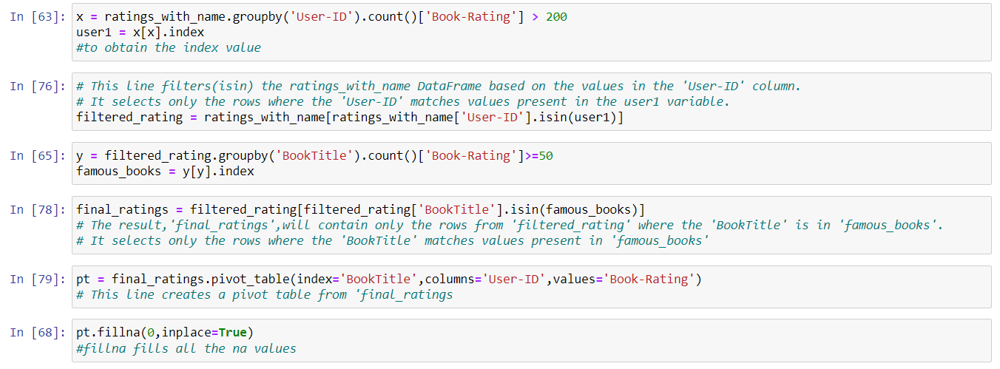 In [63]: x = ratings_with_name.groupby('User-ID').count()['Book-Rating'] > 200
user1 = x[x].index
#to obtain the index value
In [76]: # This line filters(isin) the ratings_with_name DataFrame based on the values in the 'User-ID' column.
# It selects only the rows where the 'User-ID' matches values present in the user1 variable.
filtered_rating = ratings_with_name[ratings_with_name['User-ID'].isin(user1)]
In [65]: y = filtered_rating.groupby('BookTitle').count()['Book-Rating']>=50
famous_books = y[y].index
In [78]: final_ratings = filtered_rating[filtered_rating['BookTitle'].isin(famous_books)]
# The result,'final_ratings',will contain only the rows from 'filtered_rating' where the 'BookTitle' is in 'famous_books'.
# It selects only the rows where the 'BookTitle' matches values present in 'famous_books'
In [79]: pt = final_ratings.pivot_table(index='BookTitle',columns='User-ID',values='Book-Rating')
# This line creates a pivot table from 'final_ratings
In [68]: pt.fillna(0,inplace=True)
#fillna fills all the na values